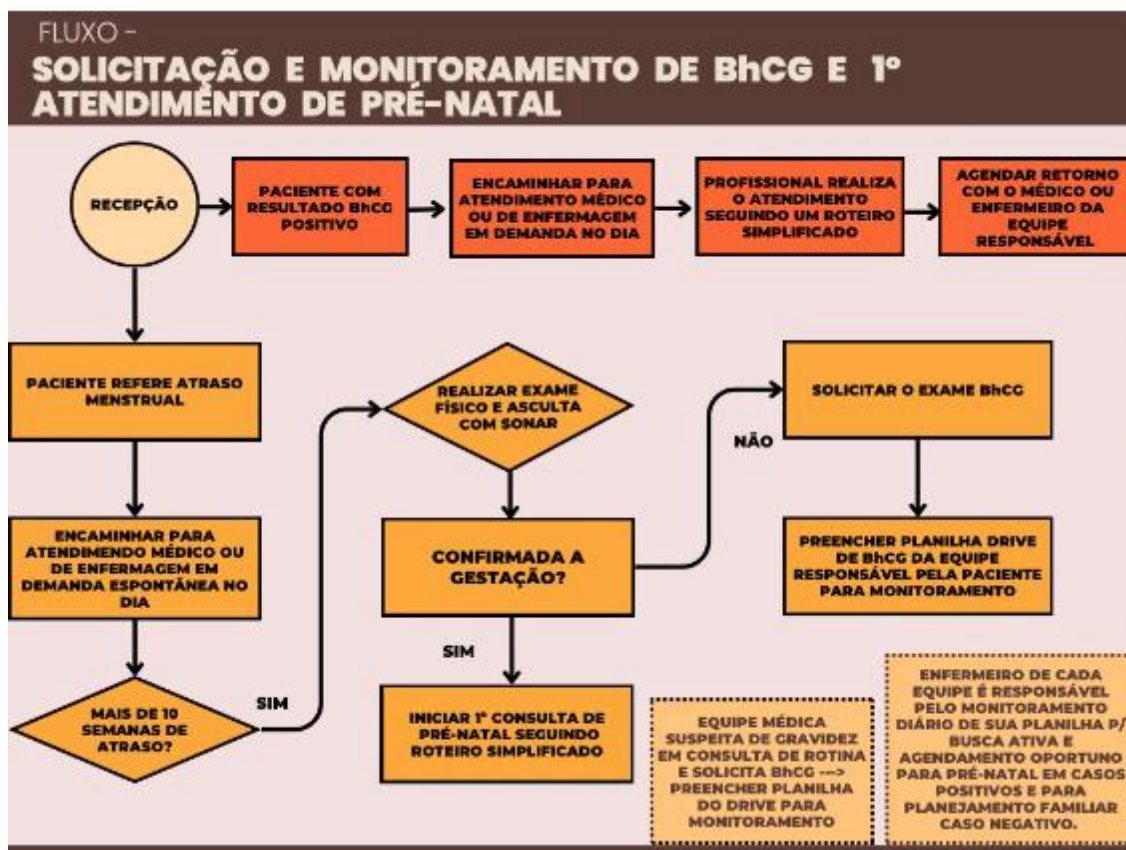 FLUXO -
SOLICITAÇÃO E MONITORAMENTO DE BhCG E 1º
ATENDIMENTO DE PRÉ-NATAL
RECEPÇÃO
PACIENTE COM
RESULTADO BhCG
POSITIVO
ENCAMINHAR PARA
ATENDIMENTO MÉDICO
OU DE ENFERMAGEM
EM DEMANDA NO DIA
PROFISSIONAL REALIZA
O ATENDIMENTO
SEGUINDO UM ROTEIRO
SIMPLIFICADO
AGENDAR RETORNO
COM O MÉDICO OU
ENFERMEIRO DA
EQUIPE
RESPONSÁVEL
PACIENTE REFERE ATRASO
MENSTRUAL
ENCAMINHAR PARA
ATENDIMENDO MÉDICO OU
DE ENFERMAGEM EM
DEMANDA ESPONTÂNEA NO
DIA
MAIS DE 10
SEMANAS DE
ATRASO?
SIM
REALIZAR EXAME
FÍSICO E ASCULTA
COM SONAR
CONFIRMADA A
GESTAÇÃO?
SIM
INICIAR 1ª CONSULTA DE
PRÉ-NATAL SEGUINDO
ROTEIRO SIMPLIFICADO
NÃO
SOLICITAR O EXAME BhCG
PREENCHER PLANILHA DRIVE
DE BhCG DA EQUIPE
RESPONSÁVEL PELA PACIENTE
PARA MONITORAMENTO
EQUIPE MÉDICA
SUSPEITA DE GRAVIDEZ
EM CONSULTA DE ROTINA
E SOLICITA BhCG --->
PREENCHER PLANILHA
DO DRIVE PARA
MONITORAMENTO
ENFERMEIRO DE CADA
EQUIPE É RESPONSÁVEL
PELO MONITORAMENTO
DIÁRIO DE SUA PLANILHA P/
BUSCA ATIVA E
AGENDAMENTO OPORTUNO
PARA PRÉ-NATAL EM CASOS
POSITIVOS E PARA
PLANEJAMENTO FAMILIAR
CASO NEGATIVO.